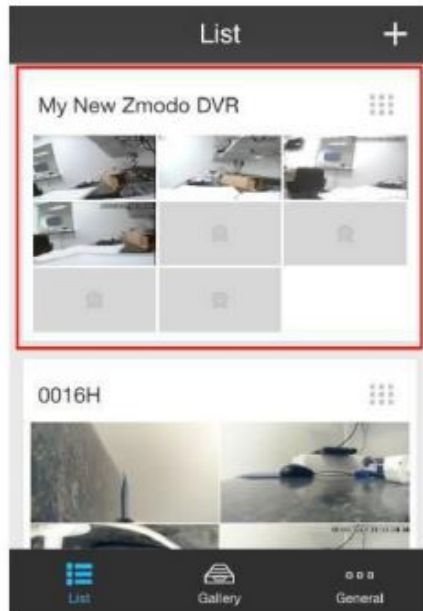 List +
My New Zmodo DVR
0016H
List
Gallery
General